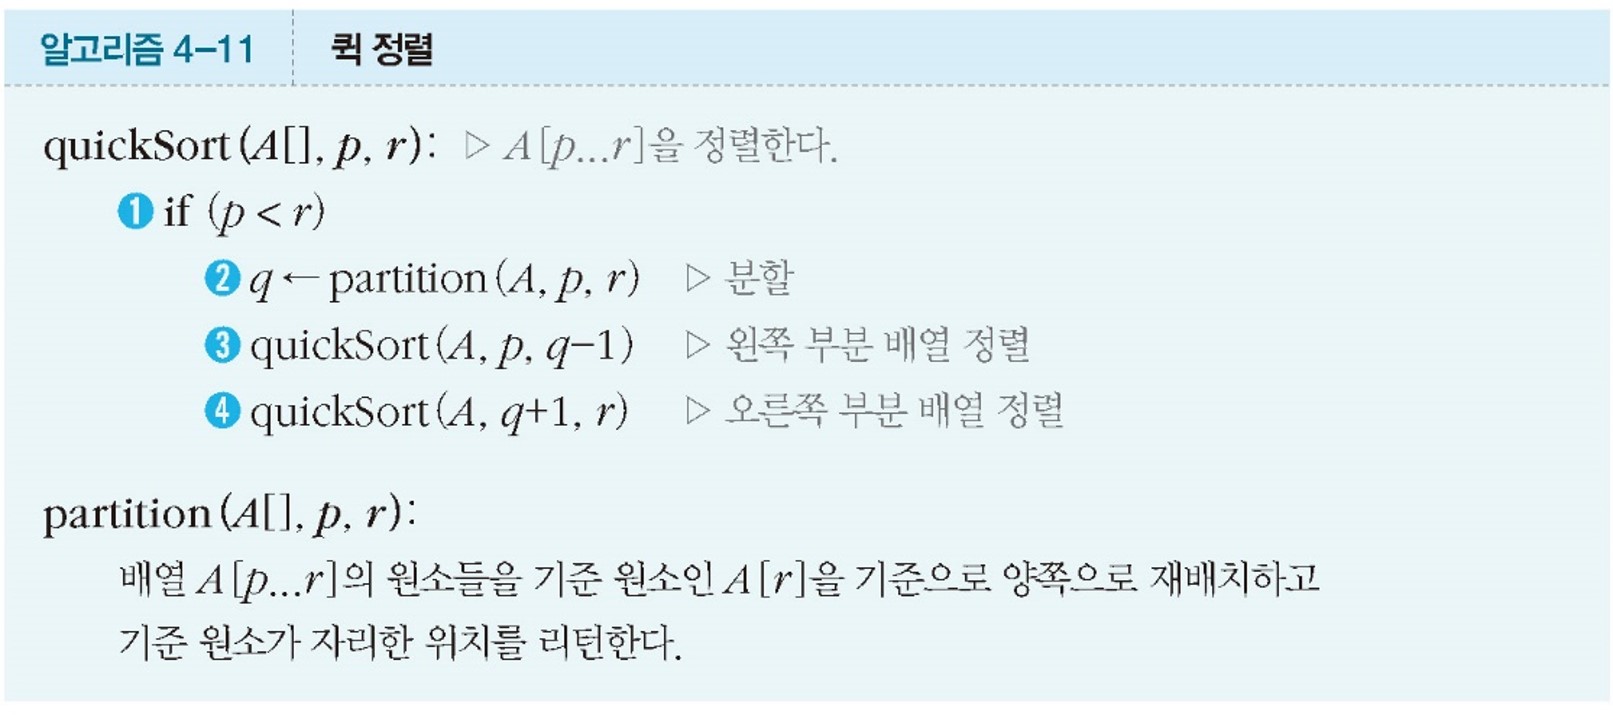 알고리즘 4-11 퀵 정렬
quickSort(A[], p, r): ▷ A[p...r]을 정렬한다.
❶ if (p < r)
❷ q ← partition(A, p, r) ▷ 분할
❸ quickSort(A, p, q-1) ▷ 왼쪽 부분 배열 정렬
❹ quickSort(A, q+1, r) ▷ 오른쪽 부분 배열 정렬
partition(A[], p, r):
배열 A[p...r]의 원소들을 기준 원소인 A[r]을 기준으로 양쪽으로 재배치하고
기준 원소가 자리한 위치를 리턴한다.